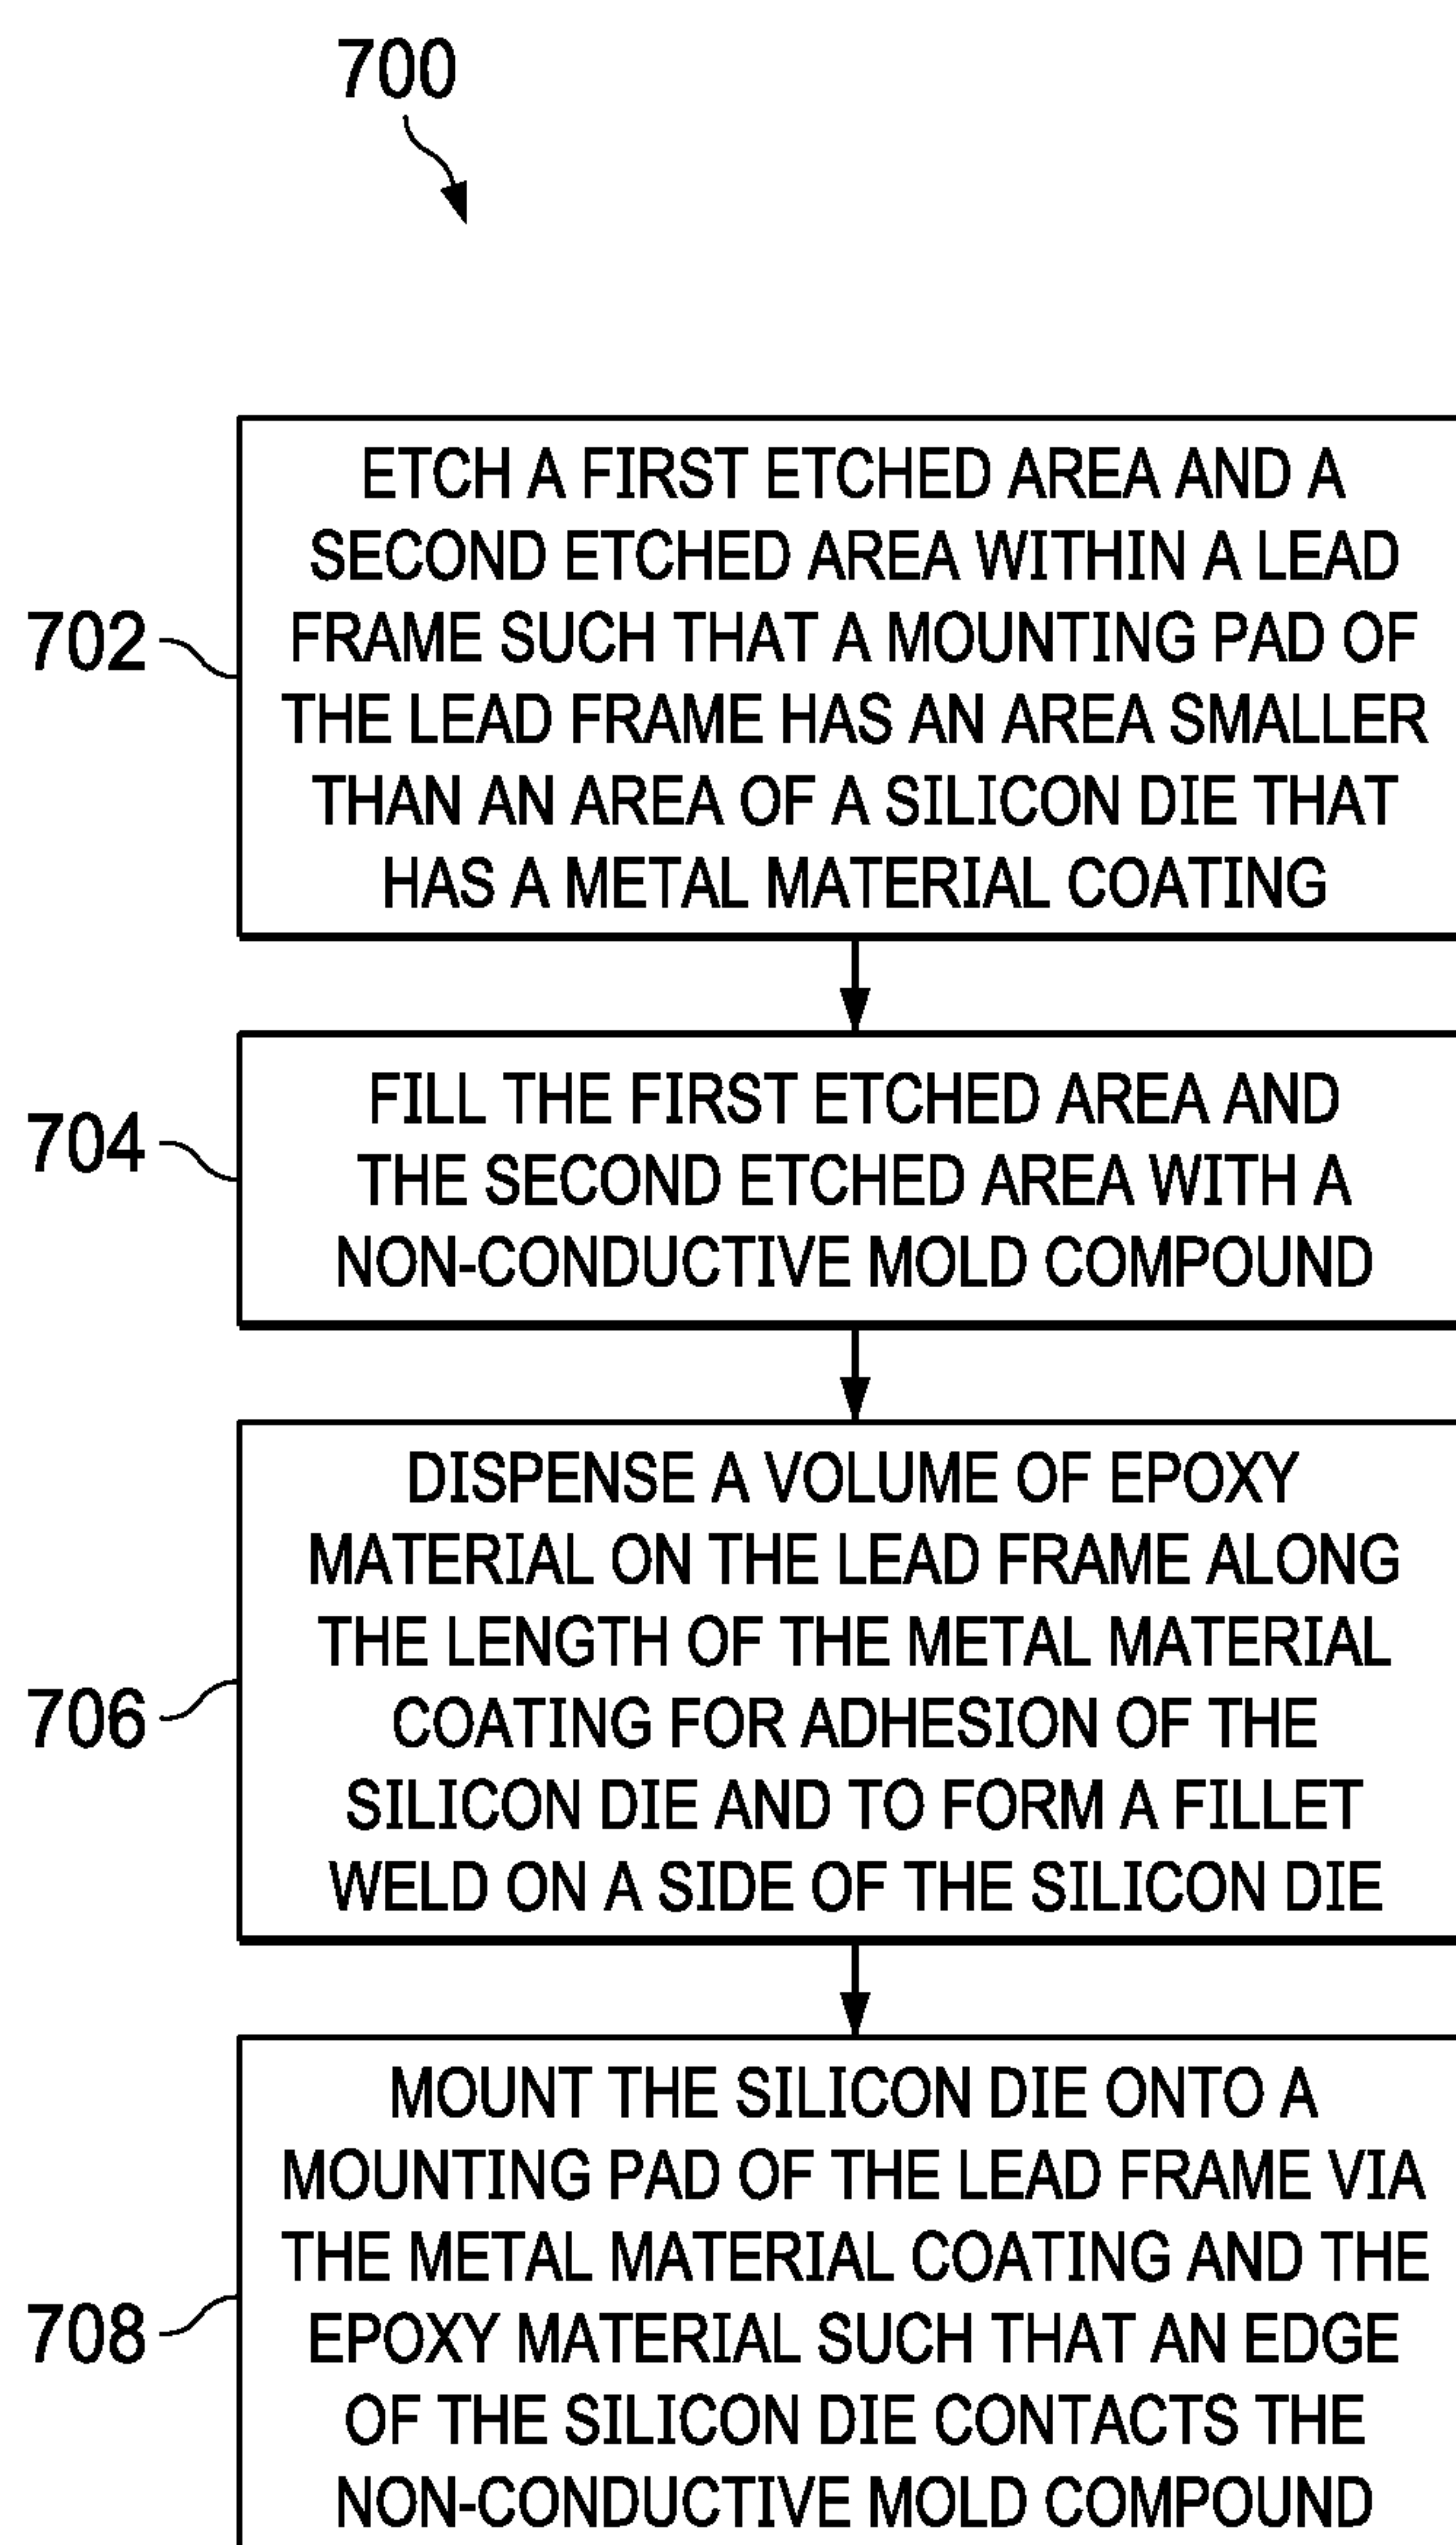 700
702
ETCH A FIRST ETCHED AREA AND A
SECOND ETCHED AREA WITHIN A LEAD
FRAME SUCH THAT A MOUNTING PAD OF
THE LEAD FRAME HAS AN AREA SMALLER
THAN AN AREA OF A SILICON DIE THAT
HAS A METAL MATERIAL COATING
704
FILL THE FIRST ETCHED AREA AND
THE SECOND ETCHED AREA WITH A
NON-CONDUCTIVE MOLD COMPOUND
706
DISPENSE A VOLUME OF EPOXY
MATERIAL ON THE LEAD FRAME ALONG
THE LENGTH OF THE METAL MATERIAL
COATING FOR ADHESION OF THE
SILICON DIE AND TO FORM A FILLET
WELD ON A SIDE OF THE SILICON DIE
708
MOUNT THE SILICON DIE ONTO A
MOUNTING PAD OF THE LEAD FRAME VIA
THE METAL MATERIAL COATING AND THE
EPOXY MATERIAL SUCH THAT AN EDGE
OF THE SILICON DIE CONTACTS THE
NON-CONDUCTIVE MOLD COMPOUND